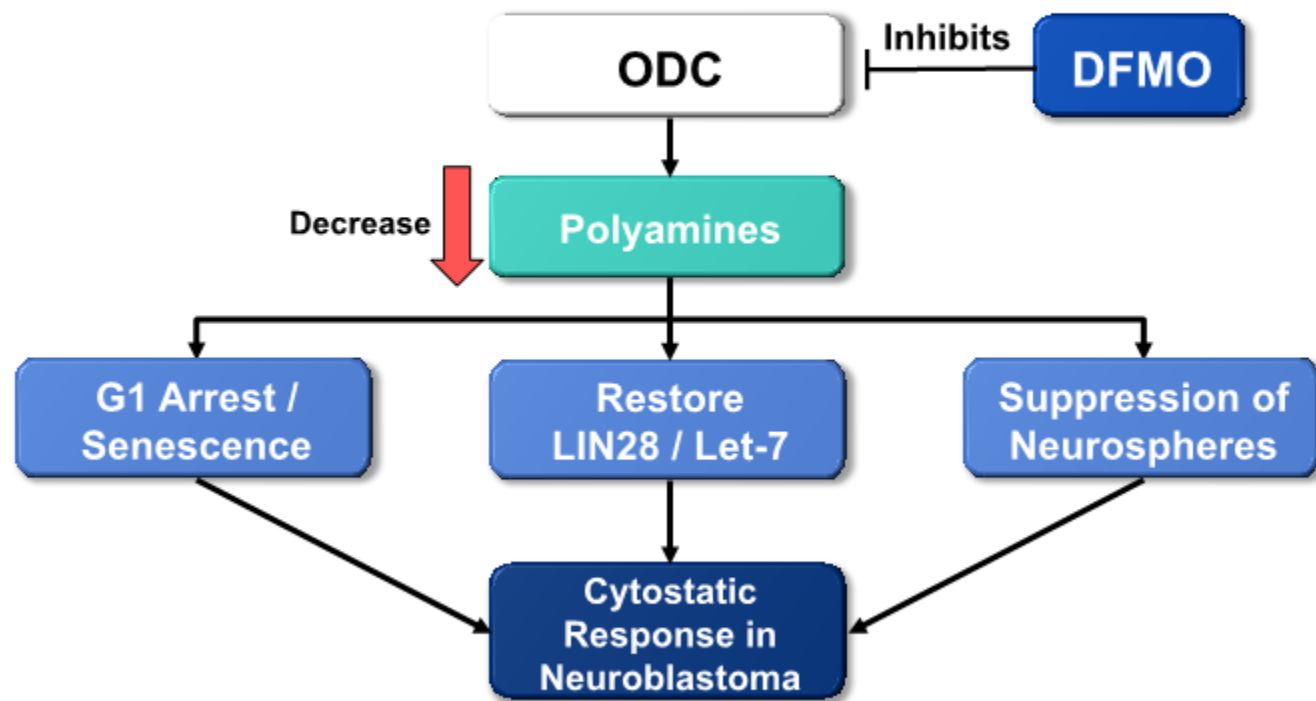 ODC
Inhibits
DFMO
Decrease
Polyamines
G1 Arrest /
Senescence
Restore
LIN28 / Let-7
Suppression of
Neurospheres
Cytostatic
Response in
Neuroblastoma